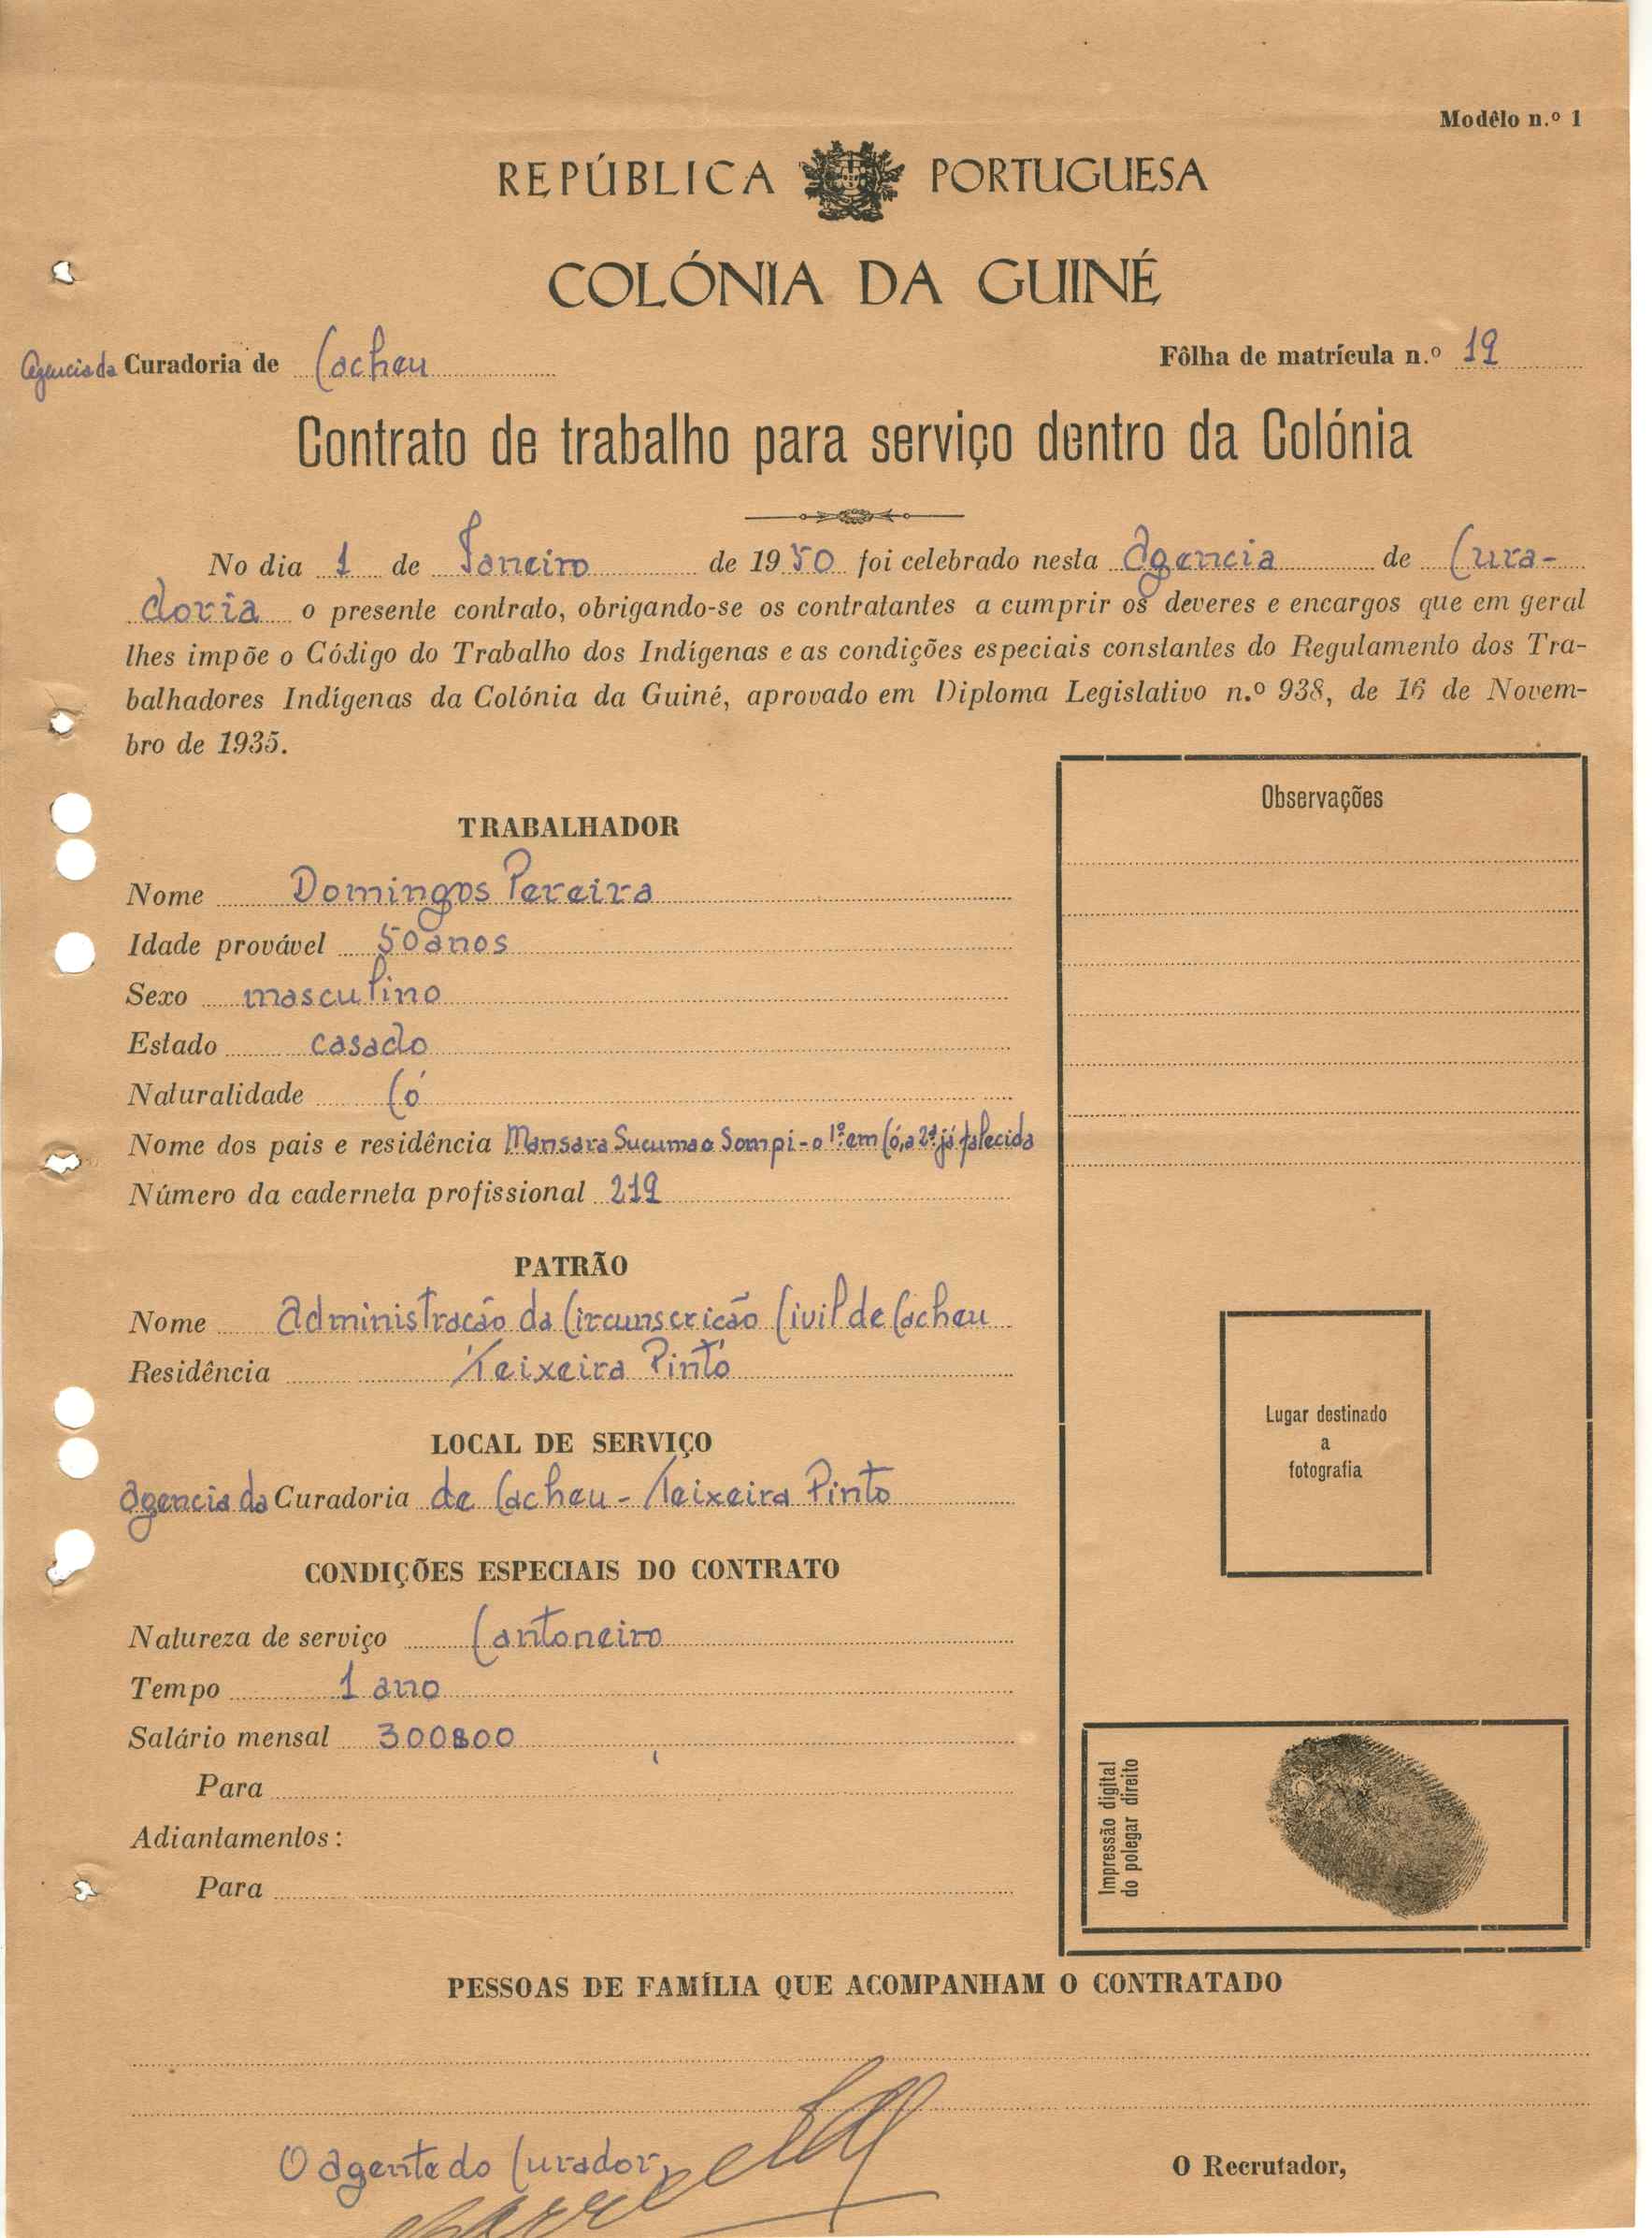 Modêlo n.º 1
REPÚBLICA PORTUGUESA
COLÓNIA DA GUINÉ
Agencia da Curadoria de Cacheu
Fôlha de matrícula n.º 19
Contrato de trabalho para serviço dentro da Colónia
No dia 1 de Janeiro de 1950 foi celebrado nesta Agencia de Cura-
doria o presente contrato, obrigando-se os contratantes a cumprir os deveres e encargos que em geral
lhes impõe o Código do Trabalho dos Indígenas e as condições especiais constantes do Regulamento dos Tra-
balhadores Indígenas da Colónia da Guiné, aprovado em Diploma Legislativo n.º 938, de 16 de Novem-
bro de 1935.
TRABALHADOR
Nome Domingos Pereira
Idade provável 50 anos
Sexo masculino
Estado casado
Naturalidade Có
Nome dos pais e residência Mansara Sucuma e Sampi - o 1º em Có, a 2ª já falecida
Número da caderneta profissional 219
PATRÃO
Nome Administracão da Circunscricão Civil de Cacheu
Residência Teixeira Pinto
LOCAL DE SERVIÇO
Agencia da Curadoria de Cacheu - Teixeira Pinto
CONDIÇÕES ESPECIAIS DO CONTRATO
Natureza de serviço Cantoneiro
Tempo 1 ano
Salário mensal 300$00
Para
Adiantamentos:
Para
Observações
Lugar destinado
a
fotografia
Impressão digital
do polegar direito
PESSOAS DE FAMÍLIA QUE ACOMPANHAM O CONTRATADO
O Agente do Curador,
O Recrutador,